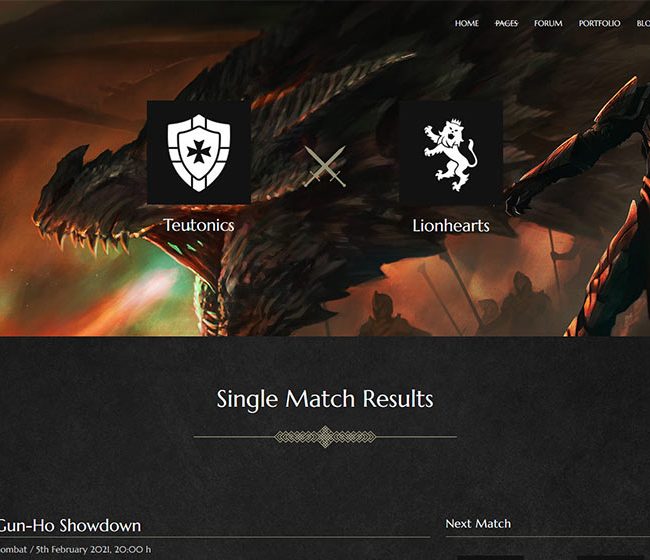 HOME PAGES FORUM PORTFOLIO
Teutonics
Lionhearts
Single Match Results
Gun-Ho Showdown
ombat / 5th February 2021, 20:00 h
Next Match